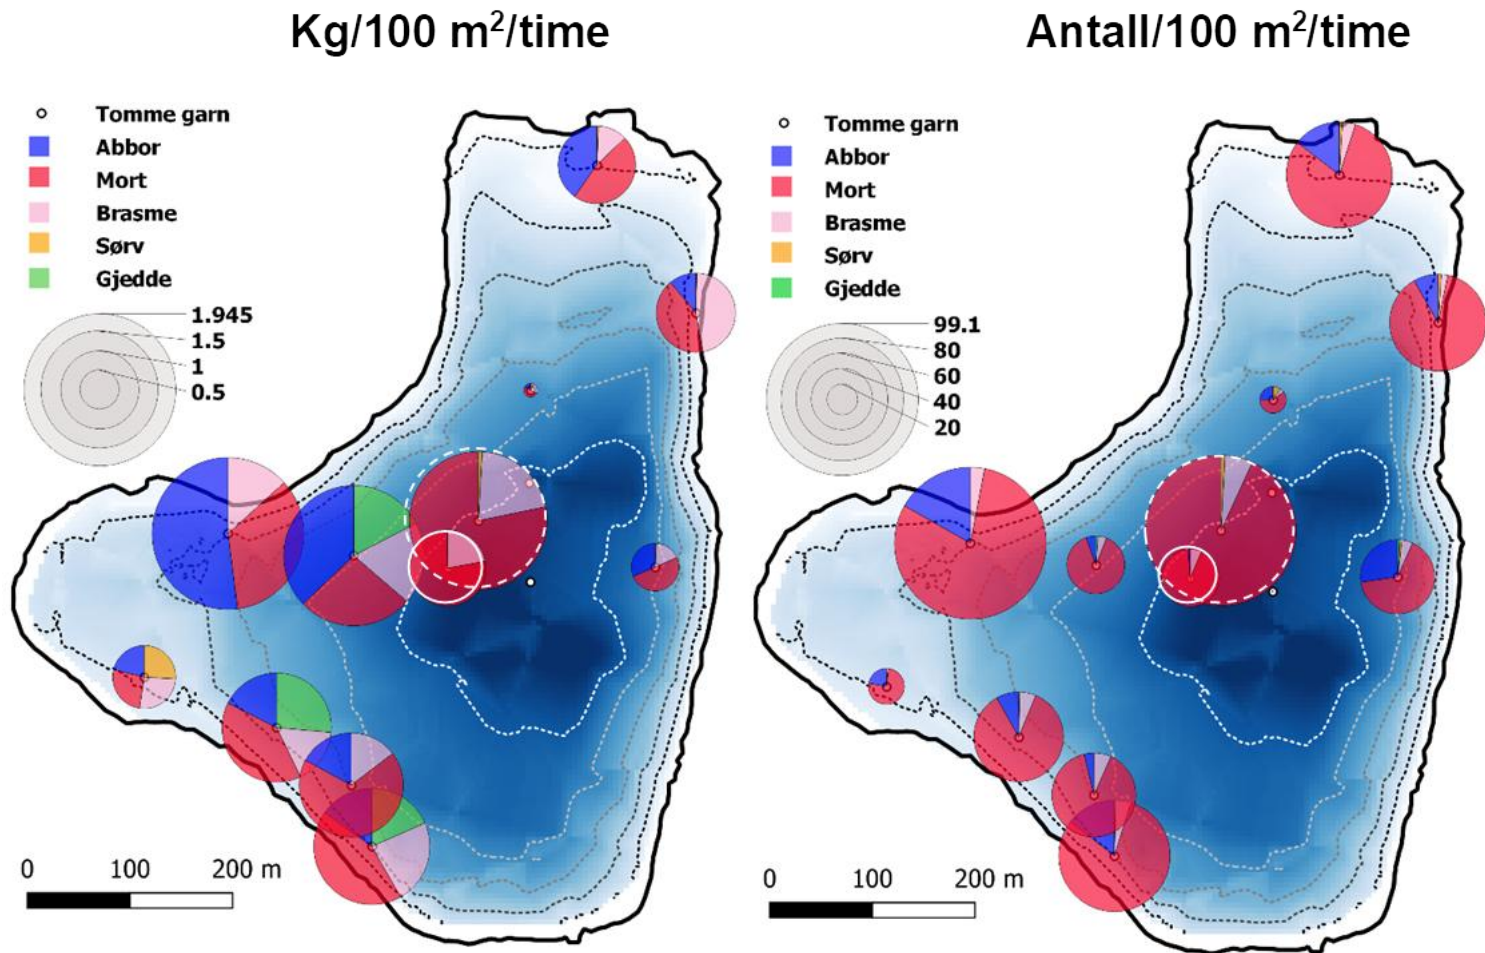 Kg/100 m²/time
Antall/100 m²/time
Tomme garn
Abbor
Mort
Brasme
Sørv
Gjedde
1.945
1.5
1
0.5
0 100 200 m
Tomme garn
Abbor
Mort
Brasme
Sørv
Gjedde
99.1
80
60
40
20
0 100 200 m